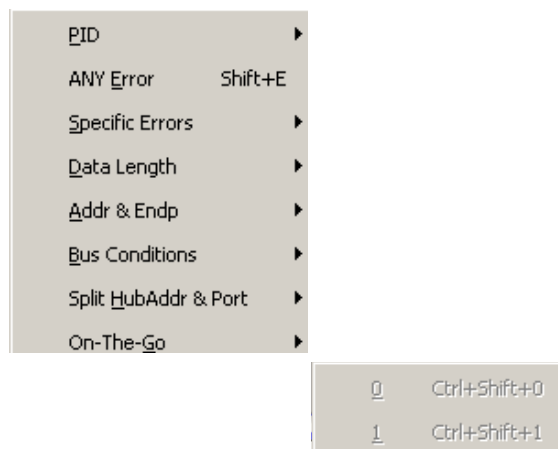 PID
ANY Error Shift+E
Specific Errors
Data Length
Addr & Endp
Bus Conditions
Split HubAddr & Port
On-The-Go
0 Ctrl+Shift+0
1 Ctrl+Shift+1